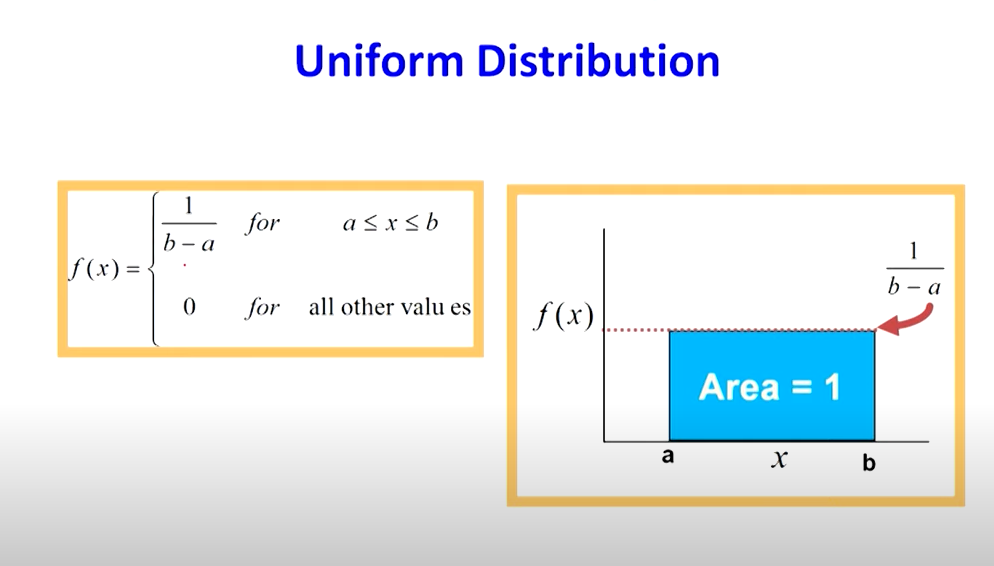 Uniform Distribution
f(x) = { 1/(b – a) for a ≤ x ≤ b
0 for all other valu es
1/(b – a)
f(x)
Area = 1
a x b